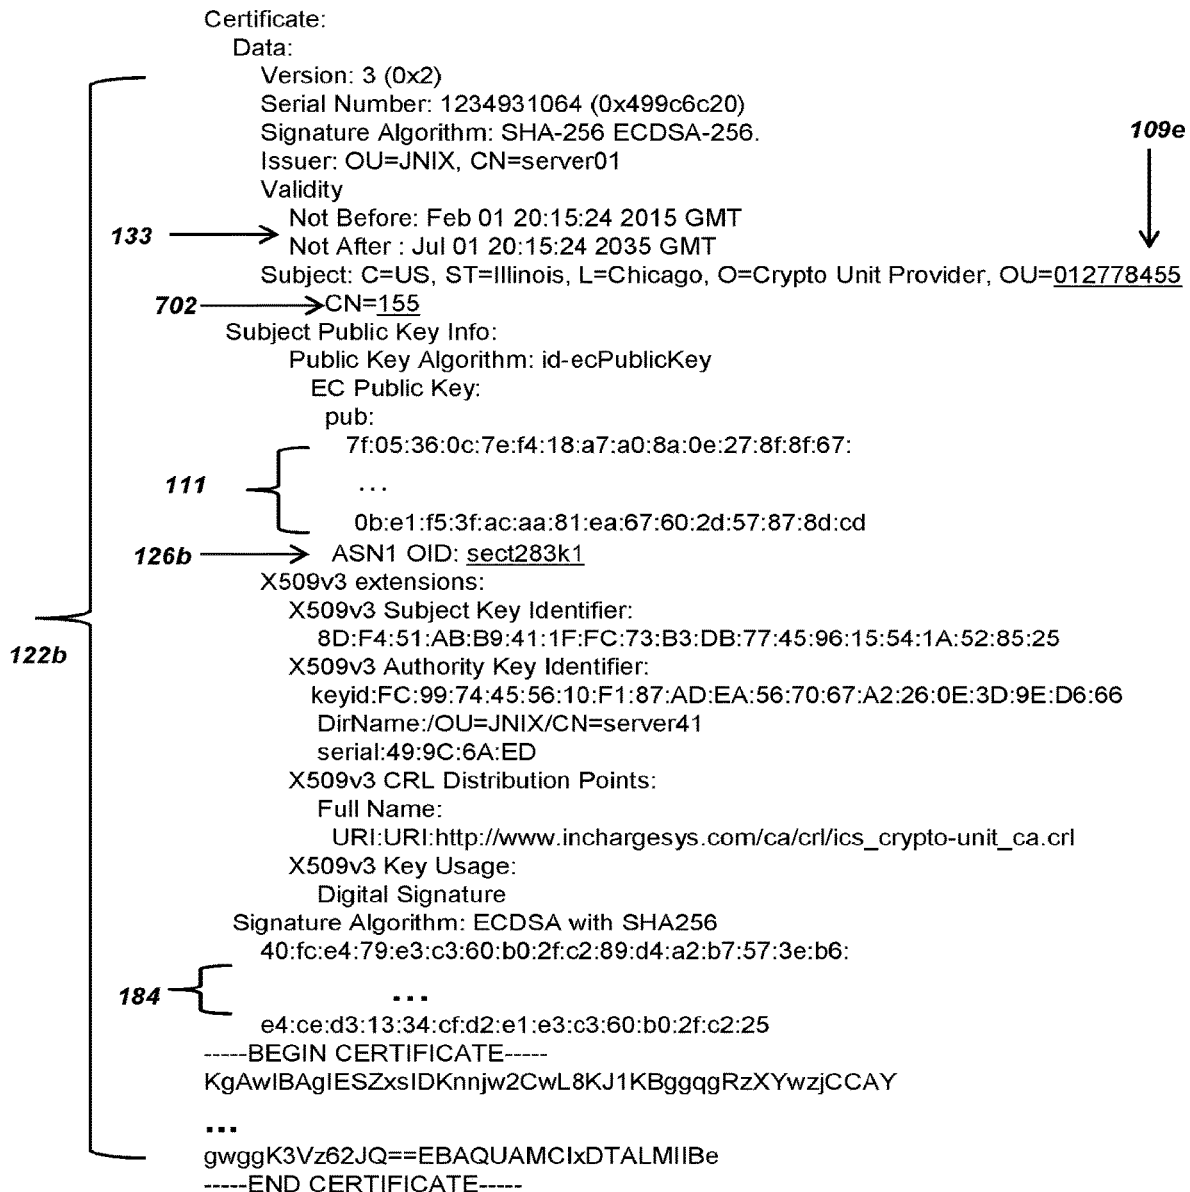 Certificate:
Data:
Version: 3 (0x2)
Serial Number: 1234931064 (0x499c6c20)
Signature Algorithm: SHA-256 ECDSA-256.
109e
Issuer: OU=JNIX, CN=server01
Validity
Not Before: Feb 01 20:15:24 2015 GMT
133
Not After : Jul 01 20:15:24 2035 GMT
Subject: C=US, ST=Illinois, L=Chicago, O=Crypto Unit Provider, OU=012778455
702
CN=155
Subject Public Key Info:
Public Key Algorithm: id-ecPublicKey
EC Public Key:
pub:
7f:05:36:0c:7e:f4:18:a7:a0:8a:0e:27:8f:8f:67:
111
...
0b:e1:f5:3f:ac:aa:81:ea:67:60:2d:57:87:8d:cd
126b
ASN1 OID: sect283k1
X509v3 extensions:
X509v3 Subject Key Identifier:
8D:F4:51:AB:B9:41:1F:FC:73:B3:DB:77:45:96:15:54:1A:52:85:25
122b
X509v3 Authority Key Identifier:
keyid:FC:99:74:45:56:10:F1:87:AD:EA:56:70:67:A2:26:0E:3D:9E:D6:66
DirName:/OU=JNIX/CN=server41
serial:49:9C:6A:ED
X509v3 CRL Distribution Points:
Full Name:
URI:URI:http://www.inchargesys.com/ca/crl/ics_crypto-unit_ca.crl
X509v3 Key Usage:
Digital Signature
Signature Algorithm: ECDSA with SHA256
40:fc:e4:79:e3:c3:60:b0:2f:c2:89:d4:a2:b7:57:3e:b6:
184
...
e4:ce:d3:13:34:cf:d2:e1:e3:c3:60:b0:2f:c2:25
-----BEGIN CERTIFICATE-----
KgAwIBAgIESZxsIDKnnjw2CwL8KJ1KBggqgRzXYwzjCCAY
...
gwggK3Vz62JQ==EBAQUAMCIxDTALMIIBe
-----END CERTIFICATE-----